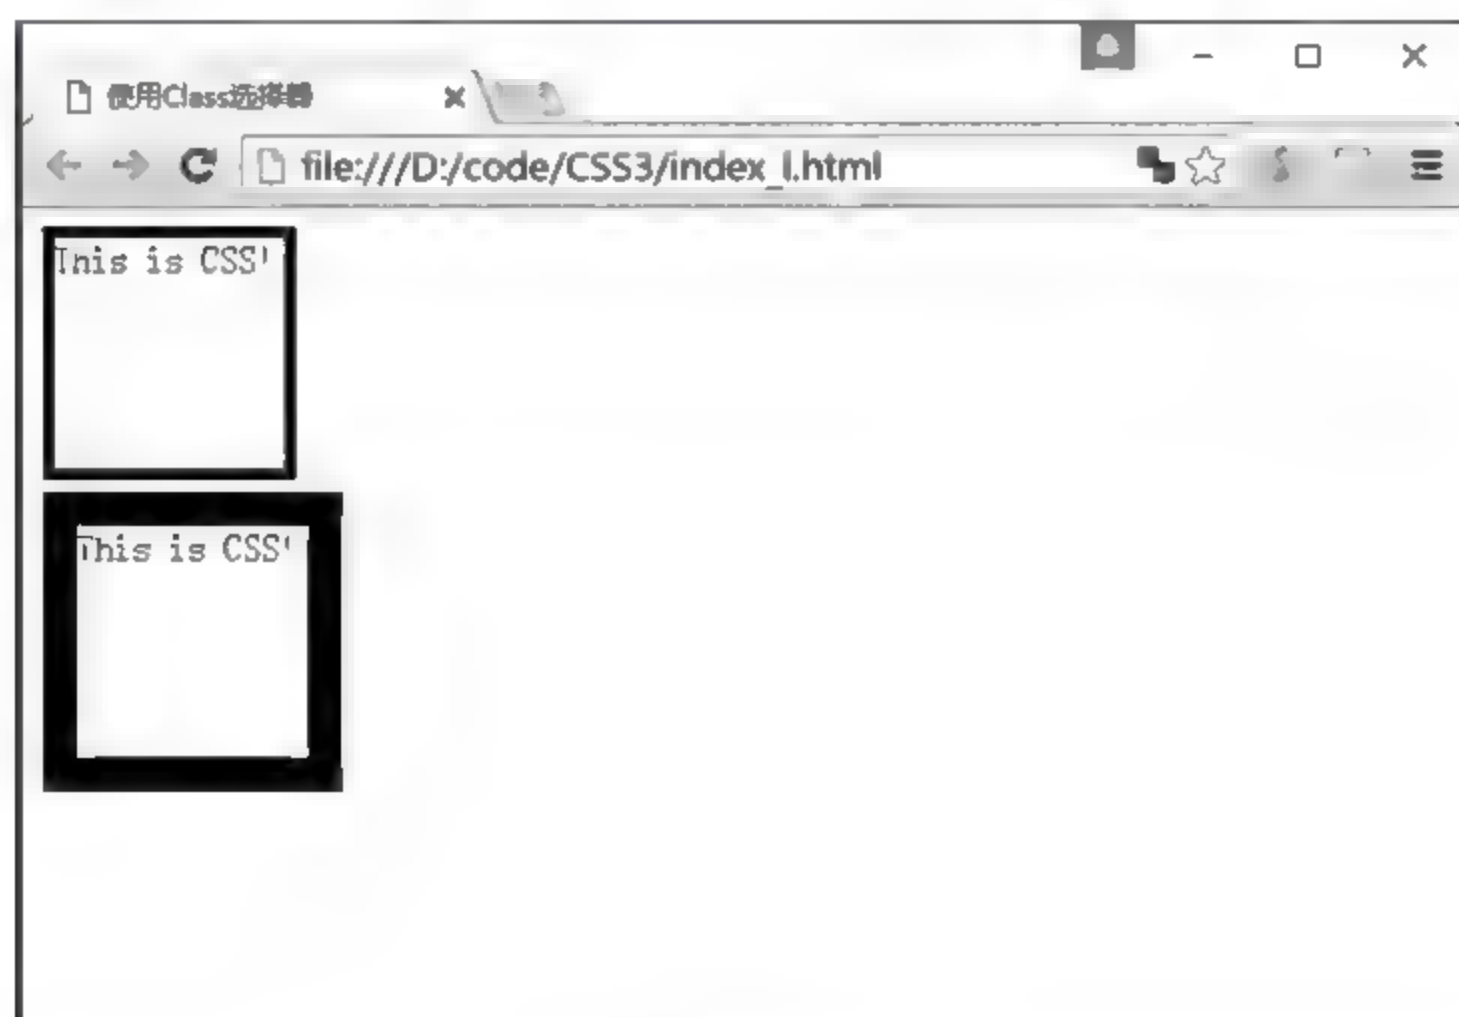 使用Class选择器
file:///D:/code/CSS3/index_l.html
This is CSS!
This is CSS!